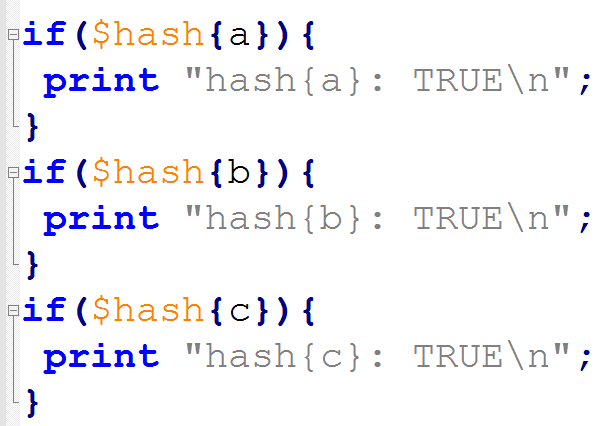 if($hash{a}){
 print "hash{a}: TRUE\n";
}
if($hash{b}){
 print "hash{b}: TRUE\n";
}
if($hash{c}){
 print "hash{c}: TRUE\n";
}